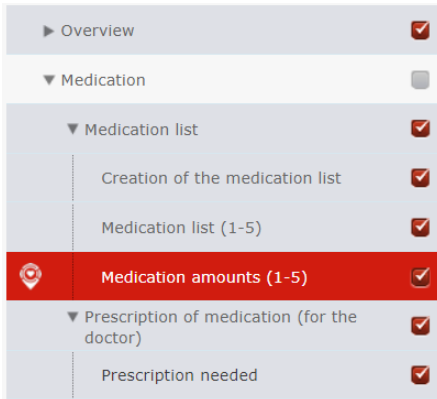 Overview
Medication
Medication list
Creation of the medication list
Medication list (1-5)
Medication amounts (1-5)
Prescription of medication (for the
doctor)
Prescription needed